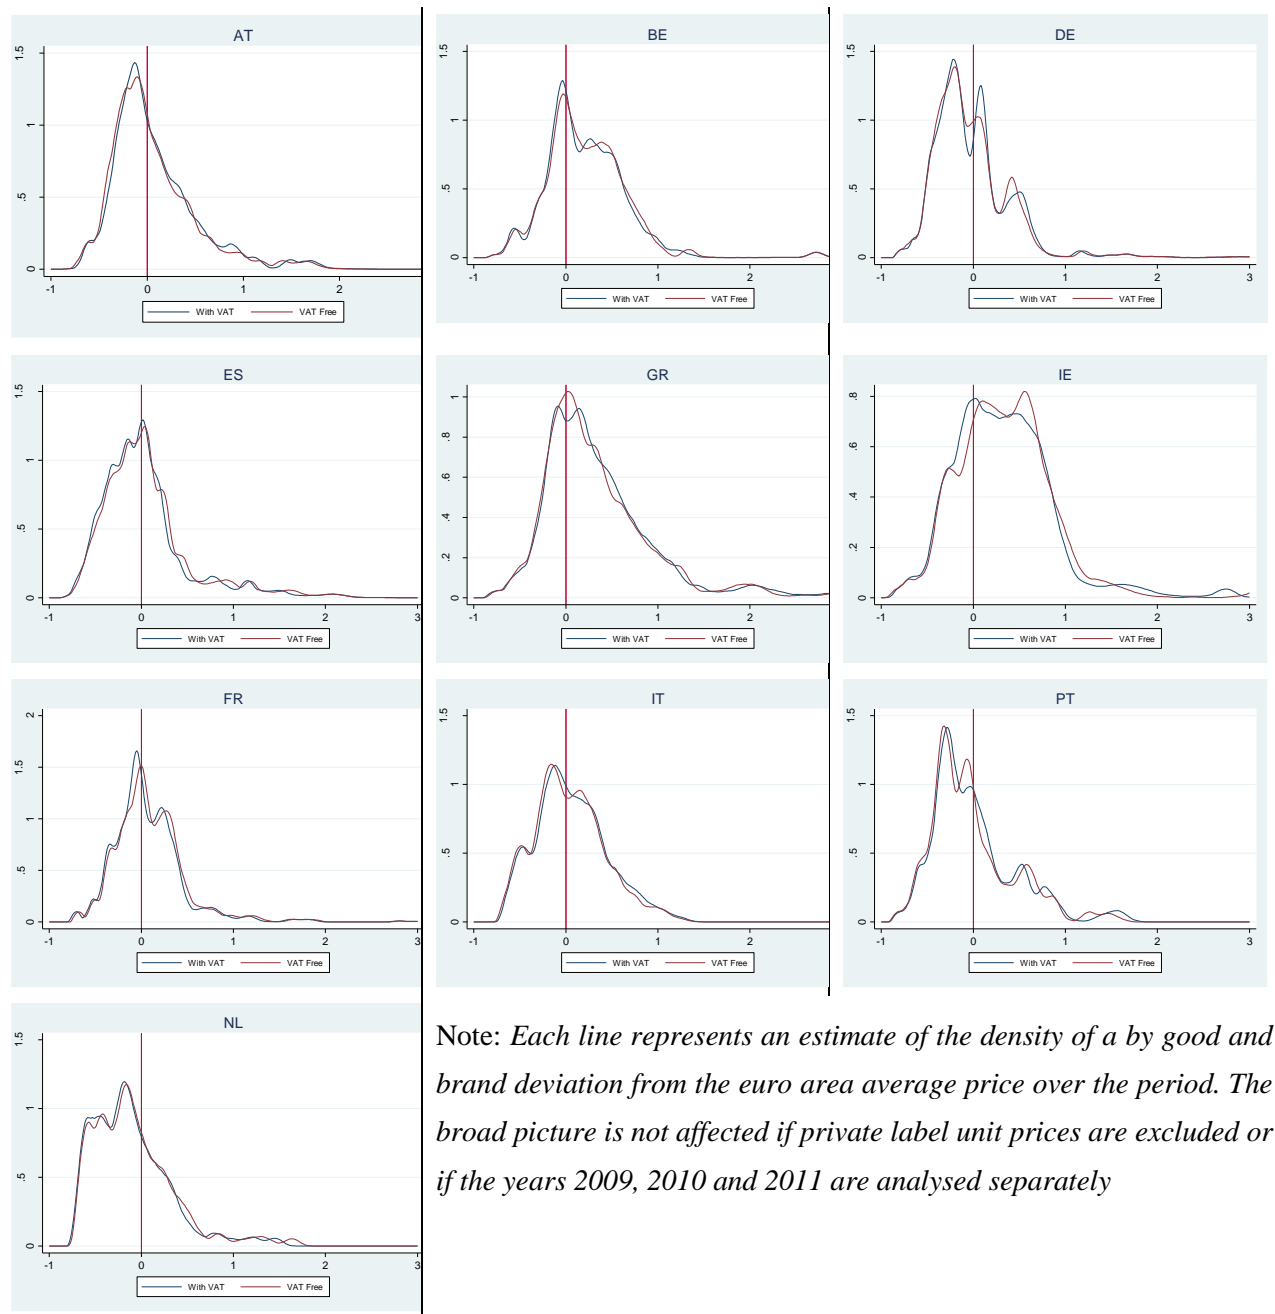 AT
1.5
1
.5
0
-1 0 1 2
With VAT VAT Free
BE
1.5
1
.5
0
-1 0 1 2
With VAT VAT Free
DE
1.5
1
.5
0
-1 0 1 2 3
With VAT VAT Free
ES
1.5
1
.5
0
-1 0 1 2 3
With VAT VAT Free
GR
1
.8
.6
.4
.2
0
-1 0 1 2
With VAT VAT Free
IE
.8
.6
.4
.2
0
-1 0 1 2 3
With VAT VAT Free
FR
2
1.5
1
.5
0
-1 0 1 2 3
With VAT VAT Free
IT
1.5
1
.5
0
-1 0 1 2
With VAT VAT Free
PT
1.5
1
.5
0
-1 0 1 2 3
With VAT VAT Free
NL
1.5
1
.5
0
-1 0 1 2 3
With VAT VAT Free
Note: Each line represents an estimate of the density of a by good and
brand deviation from the euro area average price over the period. The
broad picture is not affected if private label unit prices are excluded or
if the years 2009, 2010 and 2011 are analysed separately